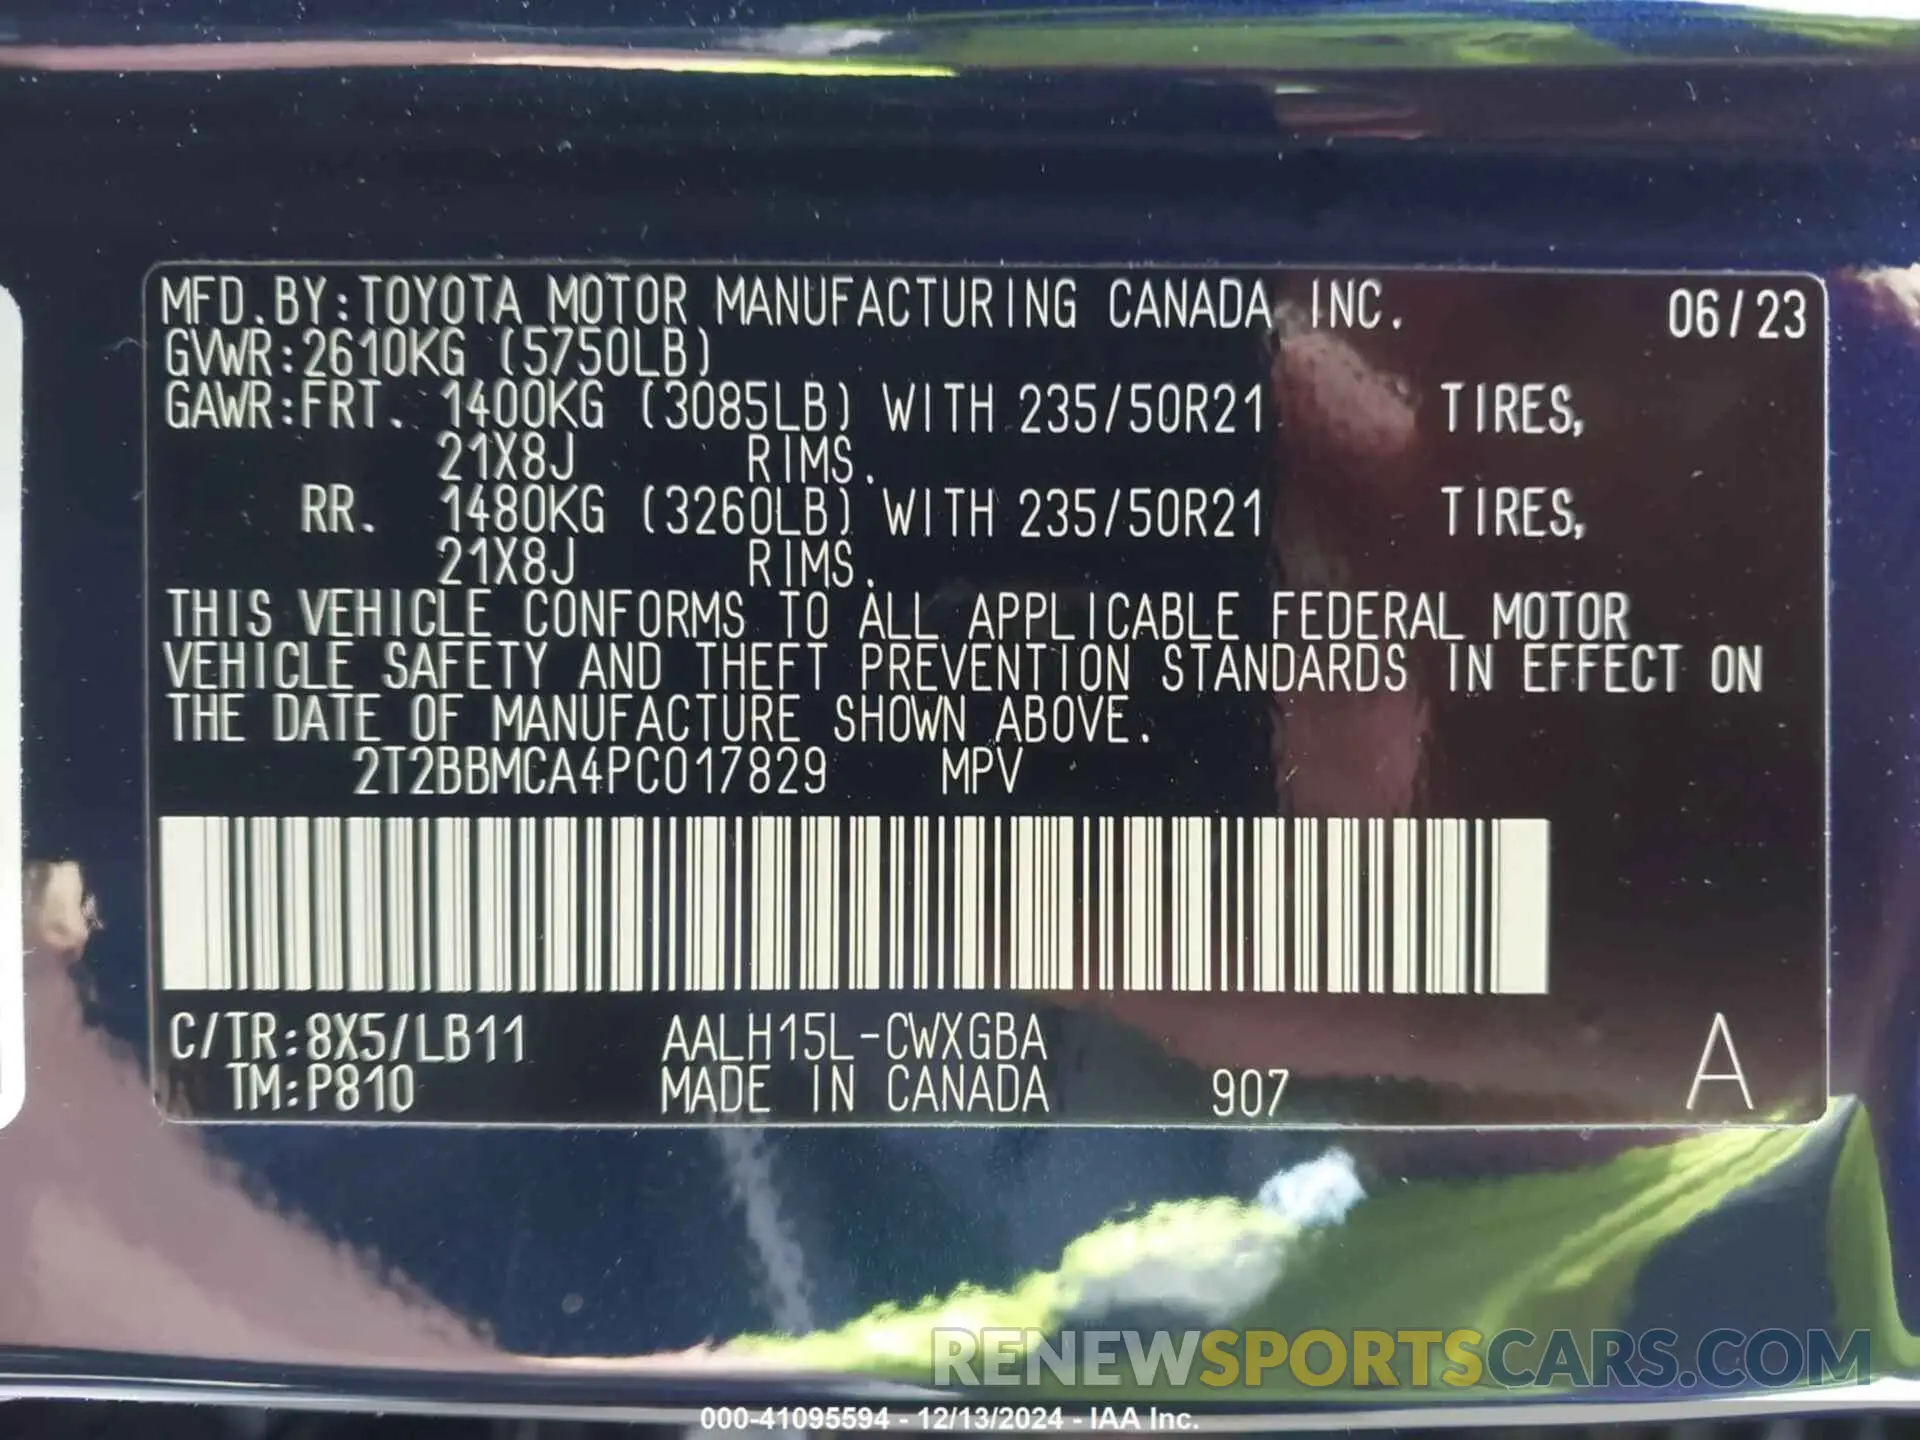 MFD.BY:TOYOTA MOTOR MANUFACTURING CANADA INC. 06/23
GVWR:2610KG (5750LB)
GAWR:FRT. 1400KG (3085LB) WITH 235/50R21 TIRES,
21X8J RIMS.
RR. 1480KG (3260LB) WITH 235/50R21 TIRES,
21X8J RIMS.
THIS VEHICLE CONFORMS TO ALL APPLICABLE FEDERAL MOTOR
VEHICLE SAFETY AND THEFT PREVENTION STANDARDS IN EFFECT ON
THE DATE OF MANUFACTURE SHOWN ABOVE.
2T2BBMCA4PC017829 MPV
C/TR:8X5/LB11 AALH15L-CWXGBA
TM:P810 MADE IN CANADA 907 A
RENEWSPORTSCARS.COM
000-41095594 - 12/13/2024 - IAA Inc.